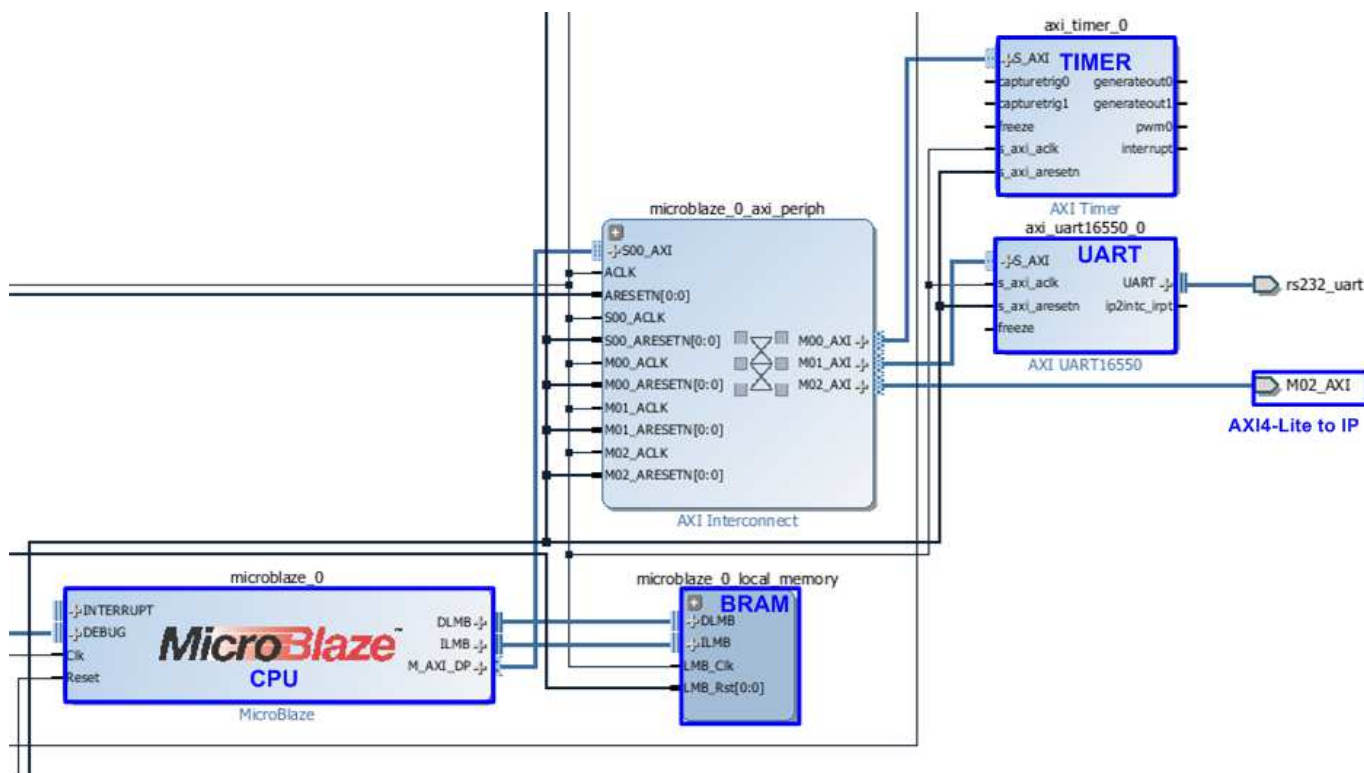 axi_timer_0
S_AXI
TIMER
capturetrig0
generateout0
capturetrig1
generateout1
freeze
pwm0
s_axi_aclk
interrupt
s_axi_aresetn
AXI Timer
microblaze_0_axi_periph
S00_AXI
ACLK
ARESETN[0:0]
S00_ACLK
S00_ARESETN[0:0]
M00_AXI
M00_ACLK
M01_AXI
M00_ARESETN[0:0]
M02_AXI
M01_ACLK
M01_ARESETN[0:0]
M02_ACLK
M02_ARESETN[0:0]
AXI Interconnect
axi_uart16550_0
S_AXI
UART
s_axi_aclk
UART
s_axi_aresetn
ip2intc_irpt
freeze
AXI UART16550
rs232_uart
M02_AXI
AXI4-Lite to IP
microblaze_0
INTERRUPT
DEBUG
Clk
Reset
MicroBlaze™
CPU
DLMB
ILMB
M_AXI_DP
MicroBlaze
microblaze_0_local_memory
BRAM
DLMB
ILMB
LMB_Clk
LMB_Rst[0:0]